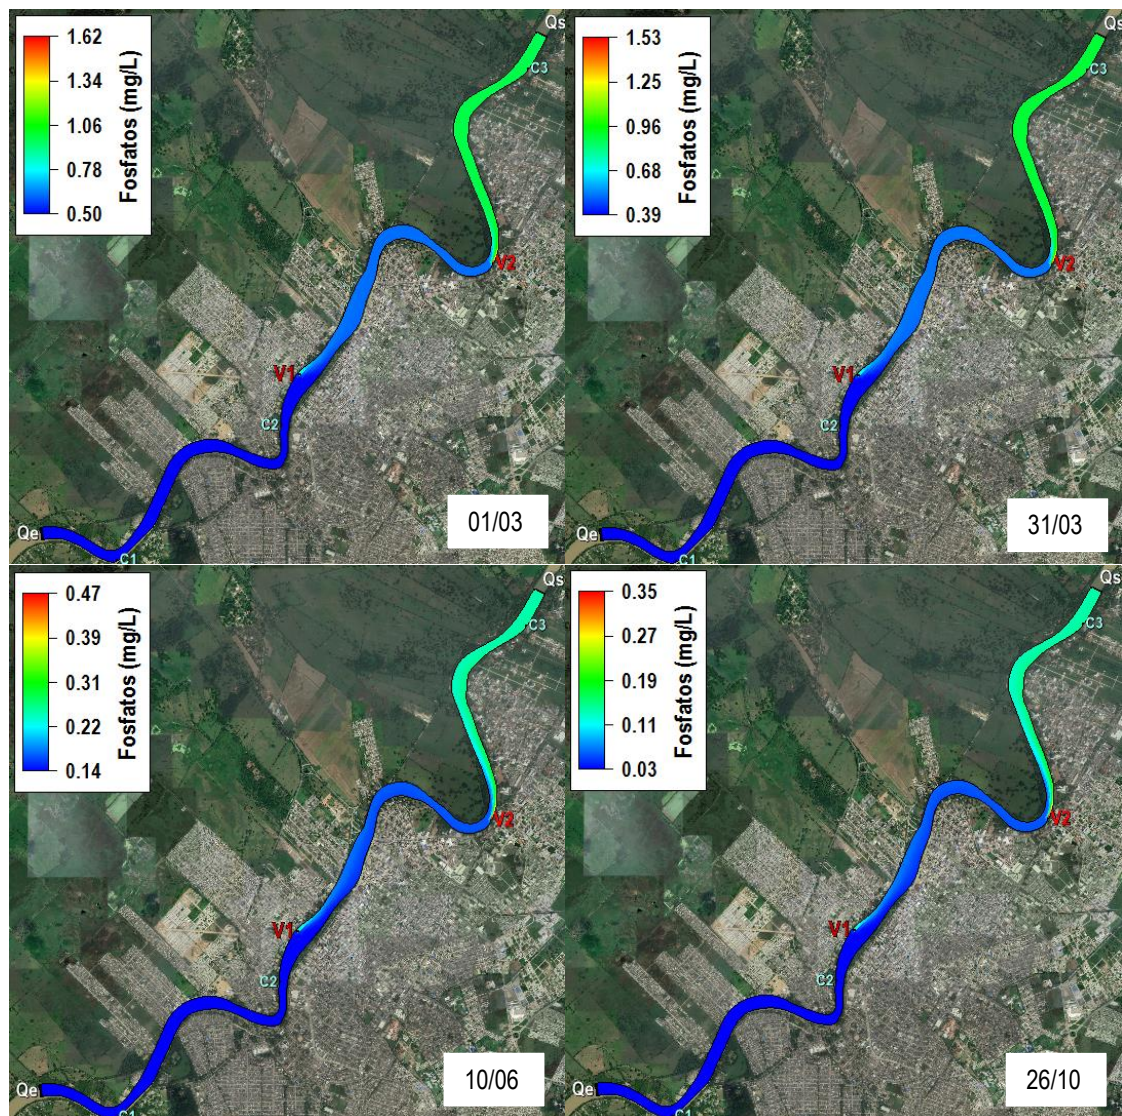 1.62
1.34
1.06
0.78
0.50
Fosfatos (mg/L)
Qs
C3
V2
V1
C2
Qe
C1
01/03
1.53
1.25
0.96
0.68
0.39
Fosfatos (mg/L)
Qs
C3
V2
V1
C2
Qe
C1
31/03
0.47
0.39
0.31
0.22
0.14
Fosfatos (mg/L)
Qs
C3
V2
V1
C2
Qe
C1
10/06
0.35
0.27
0.19
0.11
0.03
Fosfatos (mg/L)
Qs
C3
V2
V1
C2
Qe
C1
26/10